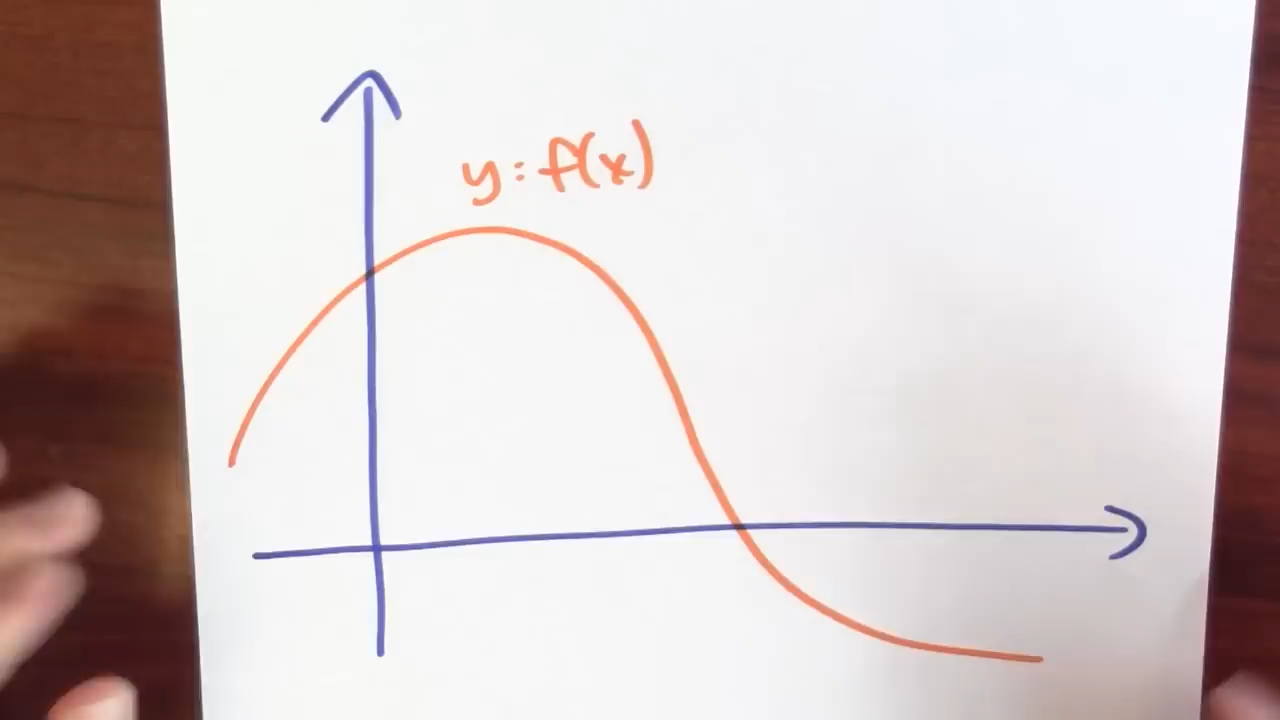 y = f(x)